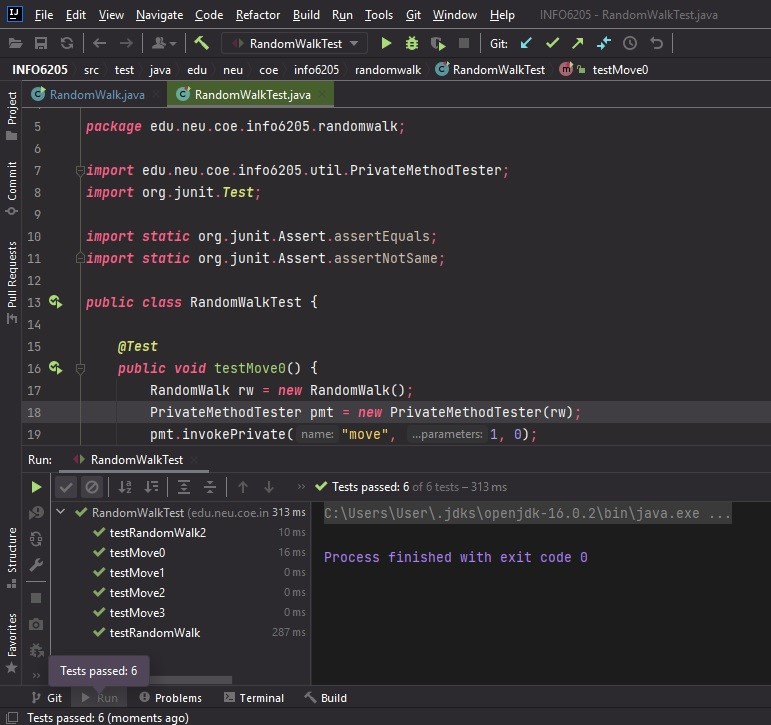 File Edit View Navigate Code Refactor Build Run Tools Git Window Help INFO6205 - RandomWalkTest.java
RandomWalkTest Git:
INFO6205 src test java edu neu coe info6205 randomwalk RandomWalkTest testMove0
RandomWalk.java RandomWalkTest.java
Project
Commit
Pull Requests
5 package edu.neu.coe.info6205.randomwalk;
6
7 import edu.neu.coe.info6205.util.PrivateMethodTester;
8 import org.junit.Test;
9
10 import static org.junit.Assert.assertEquals;
11 import static org.junit.Assert.assertNotSame;
12
13 public class RandomWalkTest {
14
15 @Test
16 public void testMove0() {
17 RandomWalk rw = new RandomWalk();
18 PrivateMethodTester pmt = new PrivateMethodTester(rw);
19 pmt.invokePrivate( name: "move", ...parameters: 1, 0);
Run: RandomWalkTest
Tests passed: 6 of 6 tests – 313 ms
RandomWalkTest (edu.neu.coe.in 313 ms
testRandomWalk2 10 ms
testMove0 16 ms
testMove1 0 ms
testMove2 0 ms
testMove3 0 ms
testRandomWalk 287 ms
C:\Users\User\.jdks\openjdk-16.0.2\bin\java.exe ...
Process finished with exit code 0
Structure
Favorites
Tests passed: 6
Git Run Problems Terminal Build
Tests passed: 6 (moments ago)